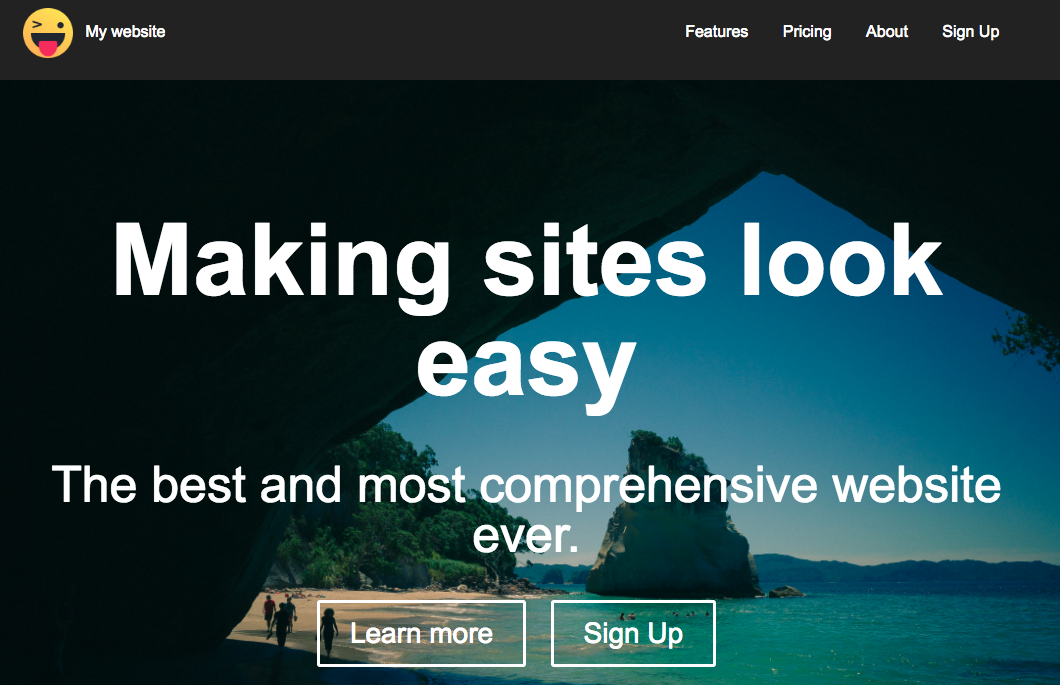 My website
Features
Pricing
About
Sign Up
Making sites look
easy
The best and most comprehensive website
ever.
Learn more
Sign Up